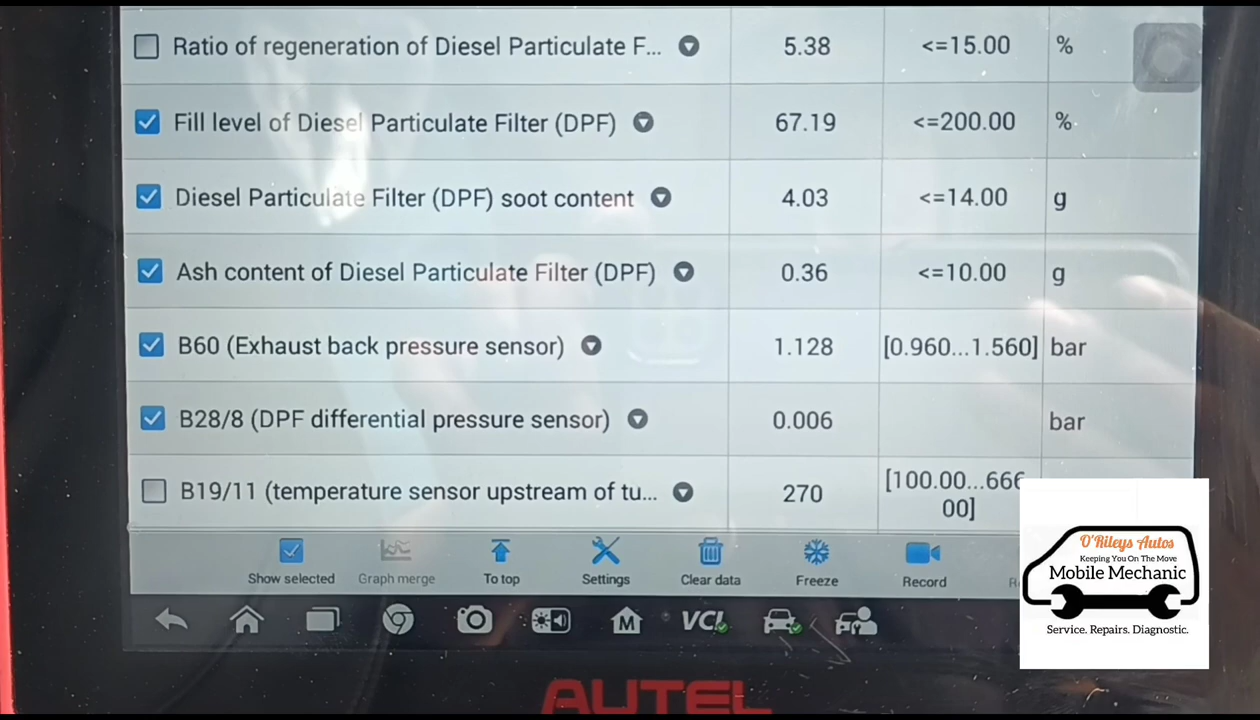 Ratio of regeneration of Diesel Particulate F... 5.38 <=15.00 %
Fill level of Diesel Particulate Filter (DPF) 67.19 <=200.00 %
Diesel Particulate Filter (DPF) soot content 4.03 <=14.00 g
Ash content of Diesel Particulate Filter (DPF) 0.36 <=10.00 g
B60 (Exhaust back pressure sensor) 1.128 [0.960...1.560] bar
B28/8 (DPF differential pressure sensor) 0.006 bar
B19/11 (temperature sensor upstream of tu... 270 [100.00...666
00]
Show selected Graph merge To top Settings Clear data Freeze Record
M VCI
AUTEL
O'Rileys Autos
Keeping You On The Move
Mobile Mechanic
Service. Repairs. Diagnostic.